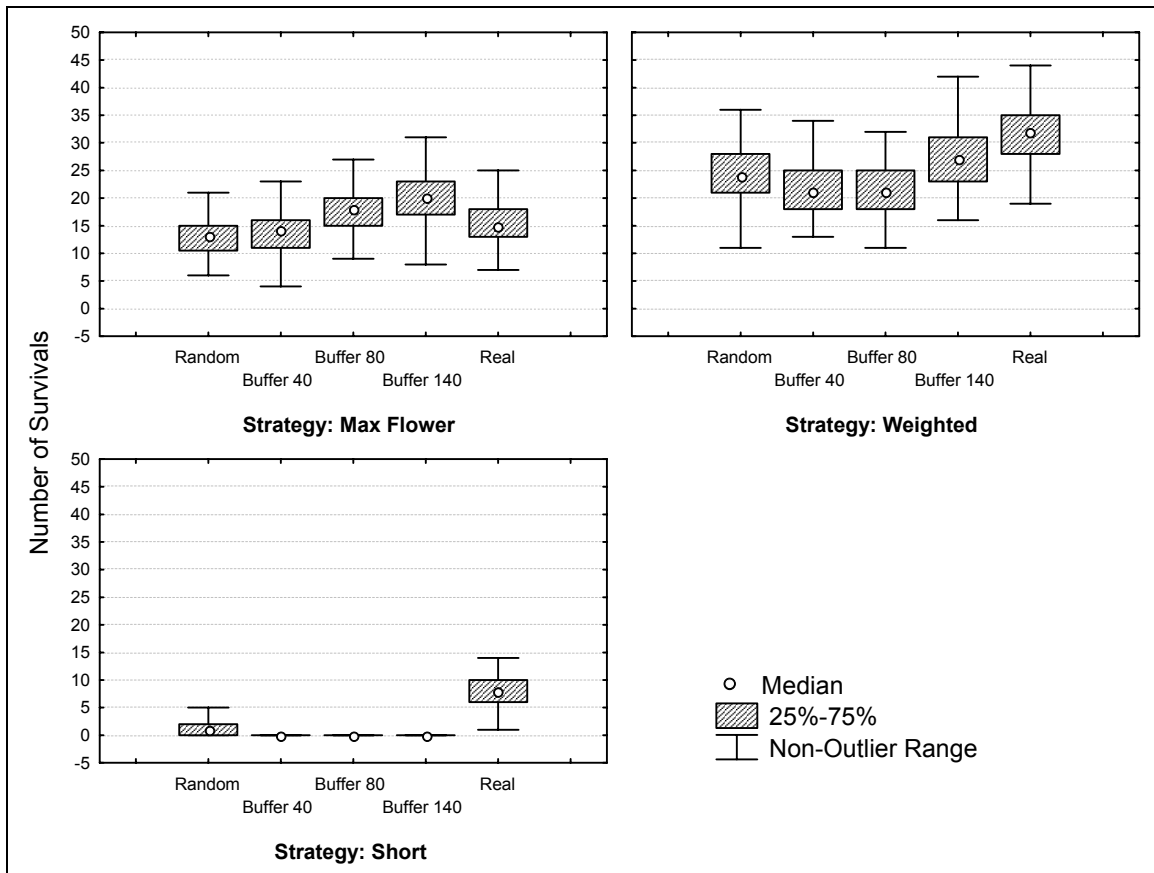 Number of Survivals
50
45
40
35
30
25
20
15
10
5
0
-5
Random Buffer 80 Real
Buffer 40 Buffer 140
Strategy: Max Flower
Random Buffer 80 Real
Buffer 40 Buffer 140
Strategy: Weighted
50
45
40
35
30
25
20
15
10
5
0
-5
Random Buffer 80 Real
Buffer 40 Buffer 140
Strategy: Short
Median
25%-75%
Non-Outlier Range